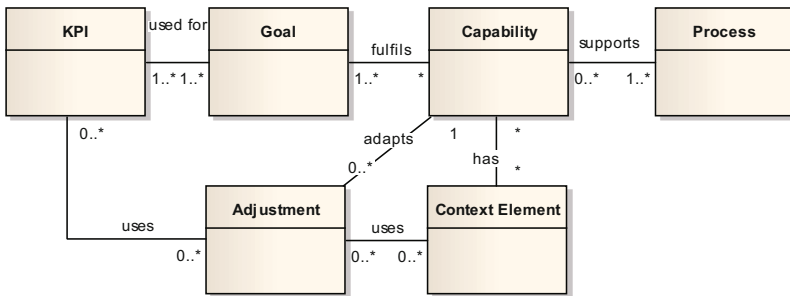 KPI
used for
Goal
Capability
supports
Process
fulfils
1..* 1..*
1..*
*
0..*
1..*
0..*
adapts
1
*
has
0..*
*
Adjustment
Context Element
uses
uses
0..*
0..*
0..*